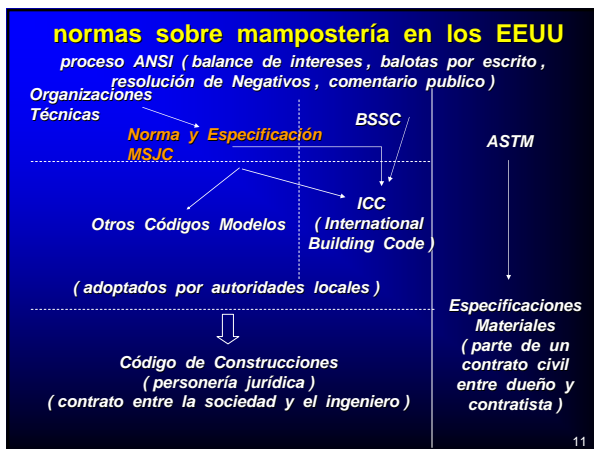 normas sobre mampostería en los EEUU
proceso ANSI ( balance de intereses , balotas por escrito ,
resolución de Negativos , comentario publico )
Organizaciones
Técnicas
Norma y Especificación
MSJC
BSSC
ASTM
Otros Códigos Modelos
ICC
( International
Building Code )
( adoptados por autoridades locales )
Código de Construcciones
( personería jurídica )
( contrato entre la sociedad y el ingeniero )
Especificaciones
Materiales
( parte de un
contrato civil
entre dueño y
contratista )
11